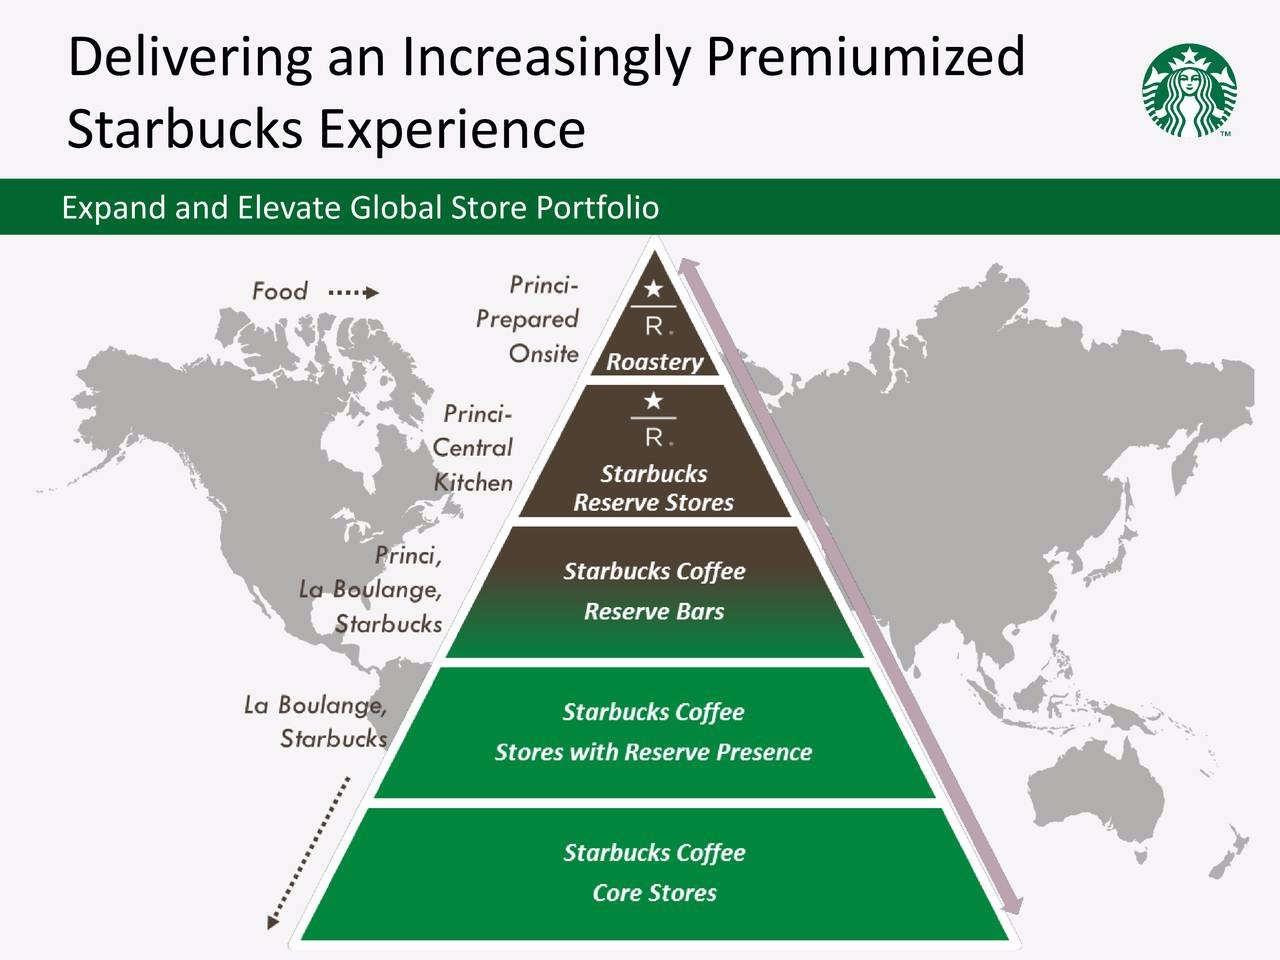 Delivering an Increasingly Premiumized
Starbucks Experience
TM
Expand and Elevate Global Store Portfolio
Food
Princi-
Prepared
Onsite
R.
Roastery
Princi-
Central
Kitchen
R.
Starbucks
Reserve Stores
Princi,
La Boulange,
Starbucks
Starbucks Coffee
Reserve Bars
La Boulange,
Starbucks
Starbucks Coffee
Stores with Reserve Presence
Starbucks Coffee
Core Stores